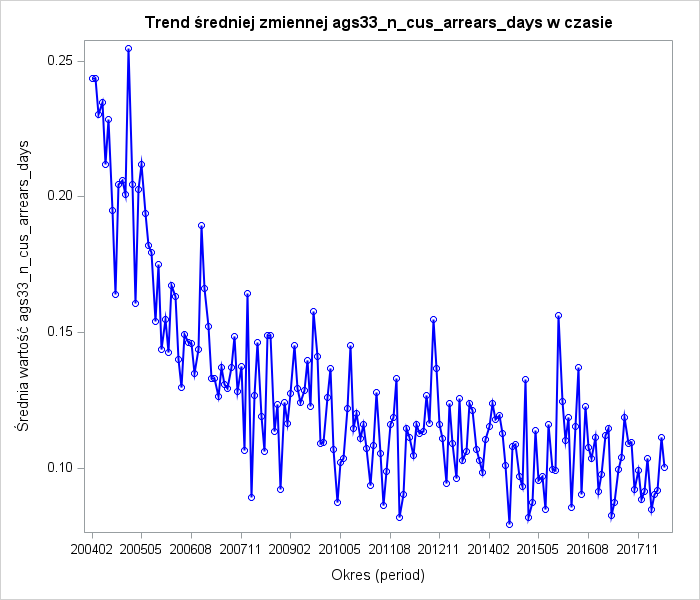 Trend średniej zmiennej ags33_n_cus_arrears_days w czasie
Średnia wartość ags33_n_cus_arrears_days
0.25
0.20
0.15
0.10
200402 200505 200608 200711 200902 201005 201108 201211 201402 201505 201608 201711
Okres (period)